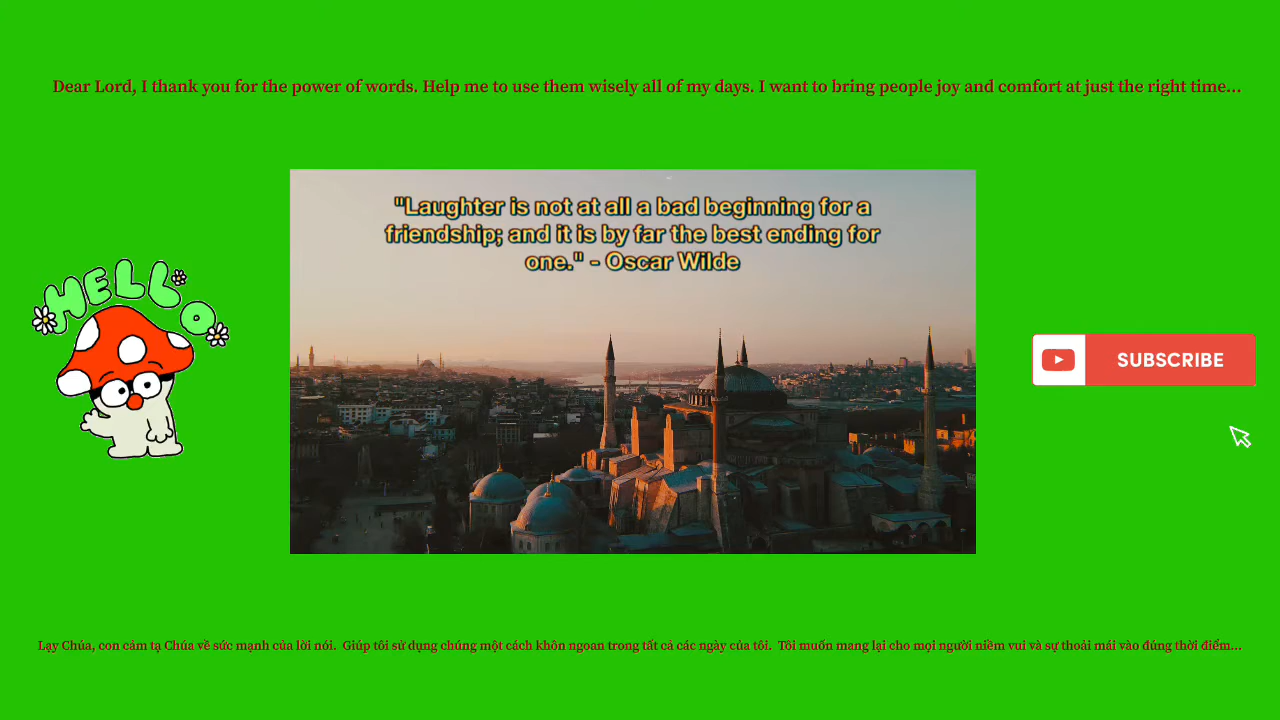 Dear Lord, I thank you for the power of words. Help me to use them wisely all of my days. I want to bring people joy and comfort at just the right time...
"Laughter is not at all a bad beginning for a
friendship; and it is by far the best ending for
one." - Oscar Wilde
HELLO
SUBSCRIBE
Lạy Chúa, con cảm tạ Chúa về sức mạnh của lời nói.  Giúp tôi sử dụng chúng một cách khôn ngoan trong tất cả các ngày của tôi.  Tôi muốn mang lại cho mọi người niềm vui và sự thoải mái vào đúng thời điểm...